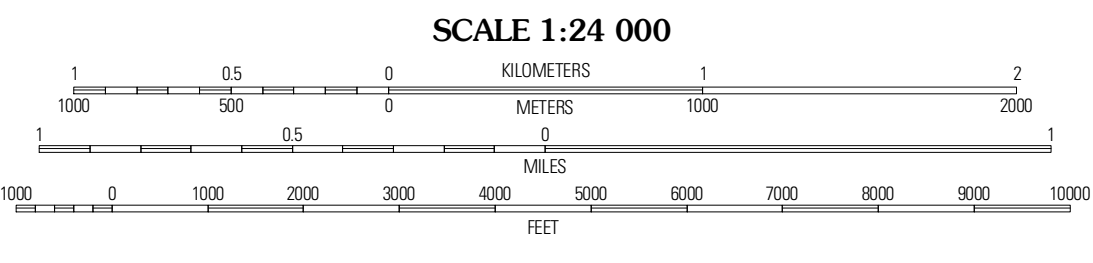 SCALE 1:24 000
1 0.5 0 KILOMETERS 1 2
1000 500 0 METERS 1000 2000
1 0.5 0 1
MILES
1000 0 1000 2000 3000 4000 5000 6000 7000 8000 9000 10000
FEET